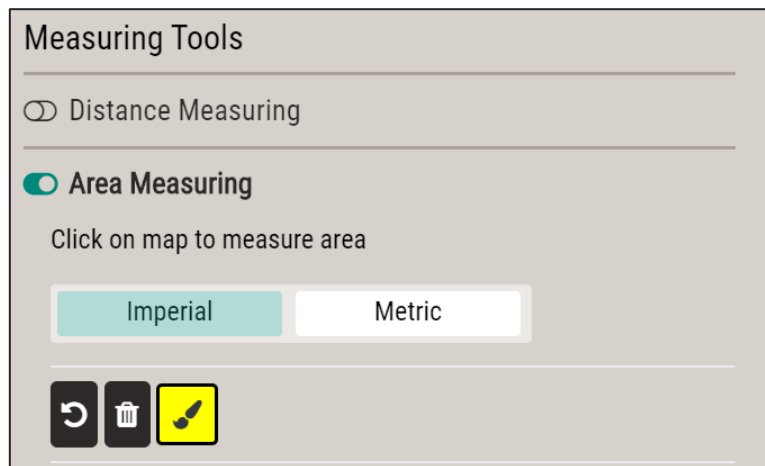 Measuring Tools
Distance Measuring
Area Measuring
Click on map to measure area
Imperial Metric